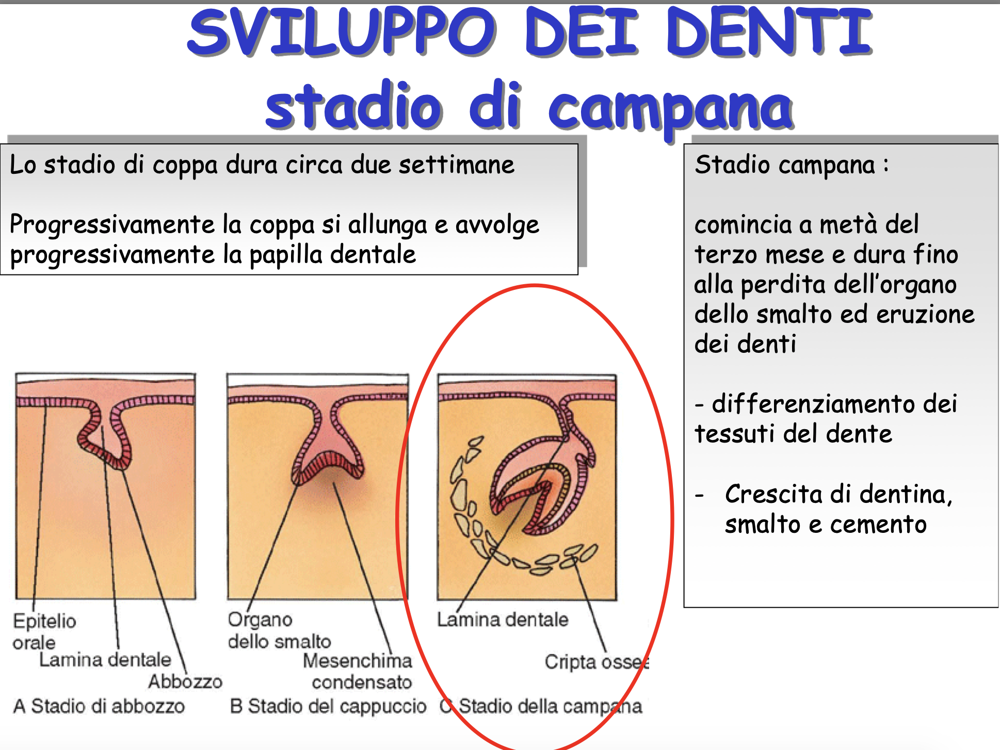 SVILUPPO DEI DENTI
stadio di campana
Lo stadio di coppa dura circa due settimane
Progressivamente la coppa si allunga e avvolge
progressivamente la papilla dentale
Stadio campana :
comincia a metà del
terzo mese e dura fino
alla perdita dell’organo
dello smalto ed eruzione
dei denti
- differenziamento dei
tessuti del dente
- Crescita di dentina,
smalto e cemento
Epitelio
orale
Lamina dentale
Abbozzo
A Stadio di abbozzo
Organo
dello smalto
Mesenchima
condensato
B Stadio del cappuccio
Lamina dentale
Cripta ossea
C Stadio della campana